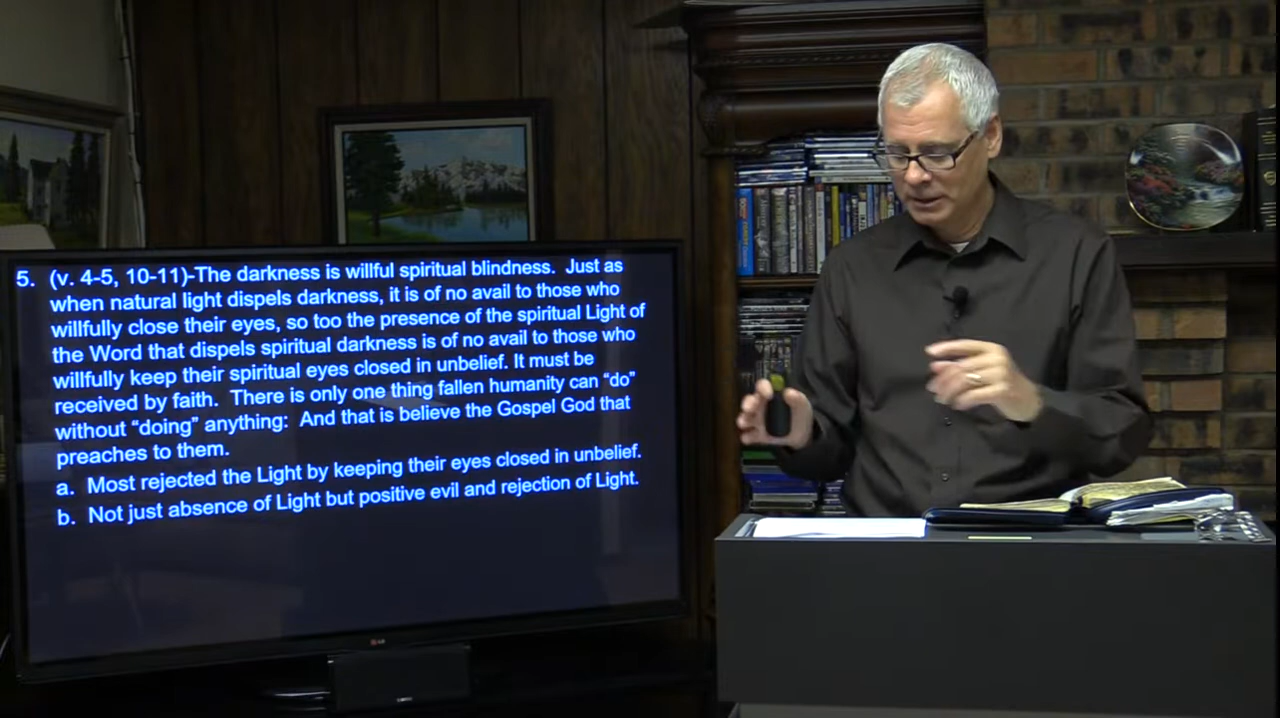 5. (v. 4-5, 10-11)-The darkness is willful spiritual blindness. Just as
when natural light dispels darkness, it is of no avail to those who
willfully close their eyes, so too the presence of the spiritual Light of
the Word that dispels spiritual darkness is of no avail to those who
willfully keep their spiritual eyes closed in unbelief. It must be
received by faith. There is only one thing fallen humanity can “do”
without “doing” anything: And that is believe the Gospel God that
preaches to them.
a. Most rejected the Light by keeping their eyes closed in unbelief.
b. Not just absence of Light but positive evil and rejection of Light.
LG